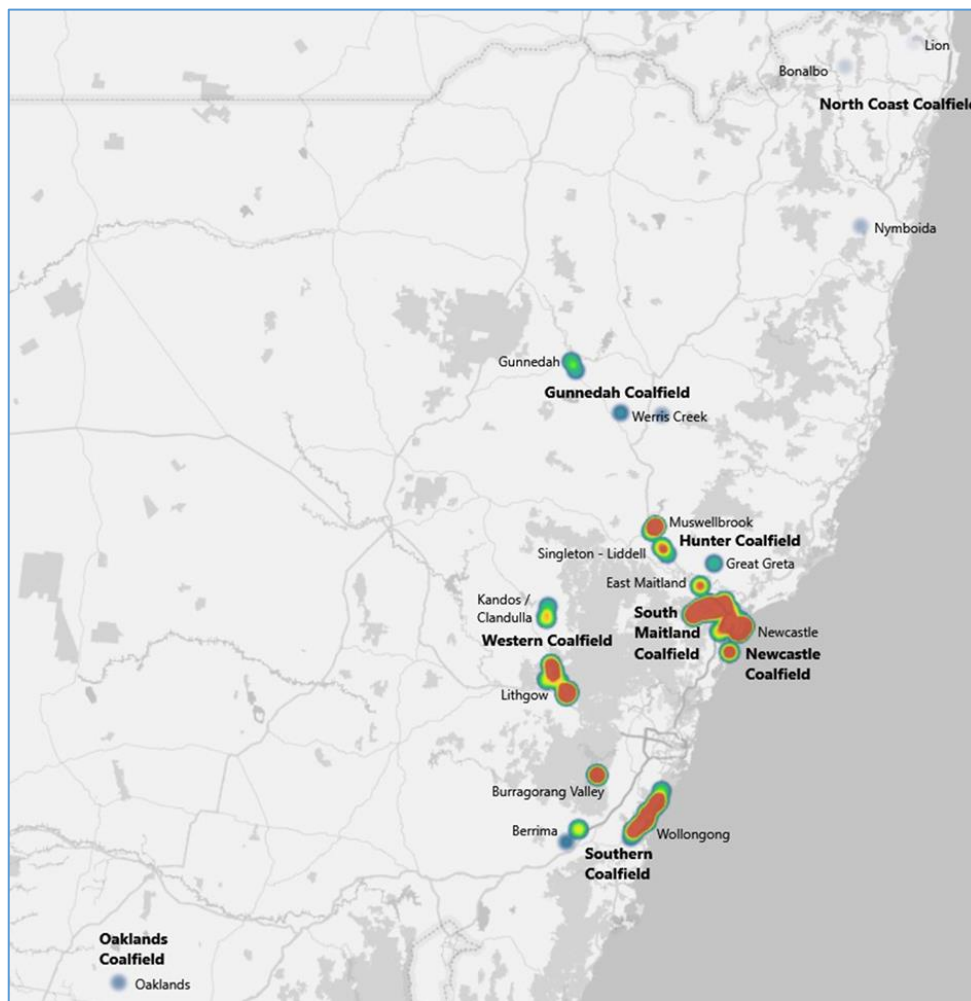 Lion
Bonalbo
North Coast Coalfield
Nymboida
Gunnedah
Gunnedah Coalfield
Werris Creek
Muswellbrook
Hunter Coalfield
Singleton - Liddell
Great Greta
East Maitland
Kandos /
Clandulla
South
Maitland
Coalfield
Newcastle
Western Coalfield
Newcastle
Coalfield
Lithgow
Burragorang Valley
Berrima
Wollongong
Southern
Coalfield
Oaklands
Coalfield
Oaklands